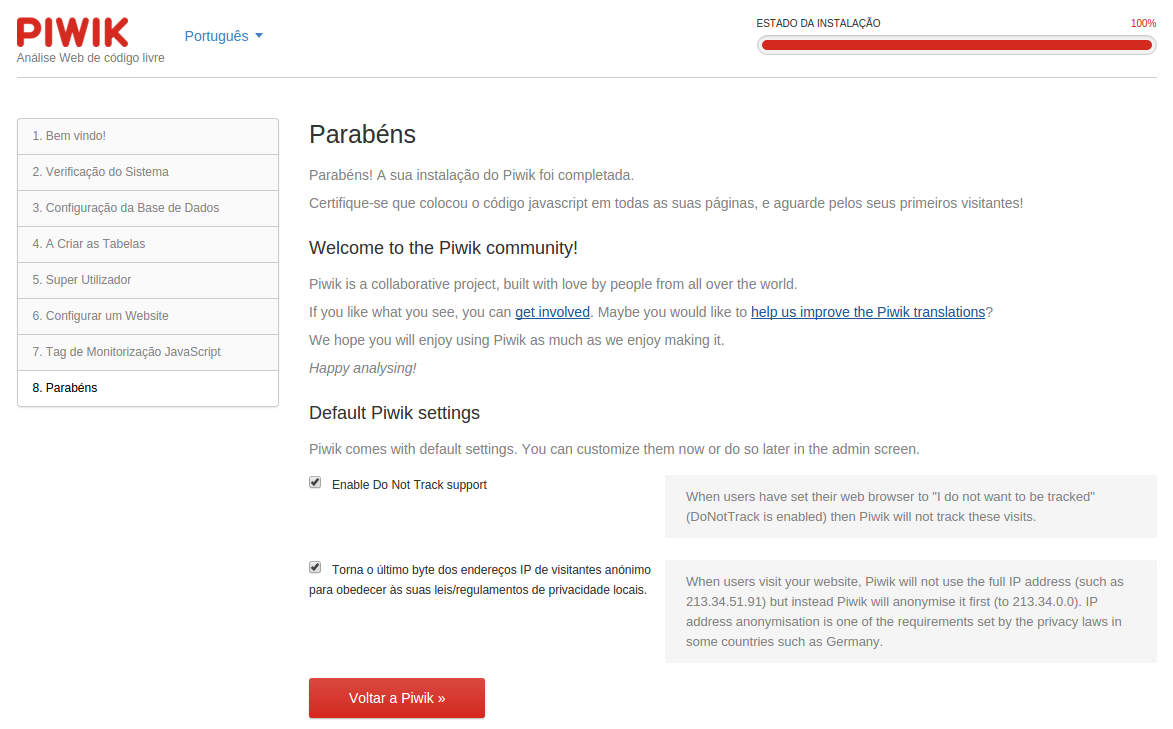 PIWIK
Análise Web de código livre
Português
ESTADO DA INSTALAÇÃO
100%
1. Bem vindo!
2. Verificação do Sistema
3. Configuração da Base de Dados
4. A Criar as Tabelas
5. Super Utilizador
6. Configurar um Website
7. Tag de Monitorização JavaScript
8. Parabéns
Parabéns
Parabéns! A sua instalação do Piwik foi completada.
Certifique-se que colocou o código javascript em todas as suas páginas, e aguarde pelos seus primeiros visitantes!
Welcome to the Piwik community!
Piwik is a collaborative project, built with love by people from all over the world.
If you like what you see, you can get involved. Maybe you would like to help us improve the Piwik translations?
We hope you will enjoy using Piwik as much as we enjoy making it.
Happy analysing!
Default Piwik settings
Piwik comes with default settings. You can customize them now or do so later in the admin screen.
Enable Do Not Track support
When users have set their web browser to "I do not want to be tracked"
(DoNotTrack is enabled) then Piwik will not track these visits.
Torna o último byte dos endereços IP de visitantes anónimo
para obedecer às suas leis/regulamentos de privacidade locais.
When users visit your website, Piwik will not use the full IP address (such as
213.34.51.91) but instead Piwik will anonymise it first (to 213.34.0.0). IP
address anonymisation is one of the requirements set by the privacy laws in
some countries such as Germany.
Voltar a Piwik »